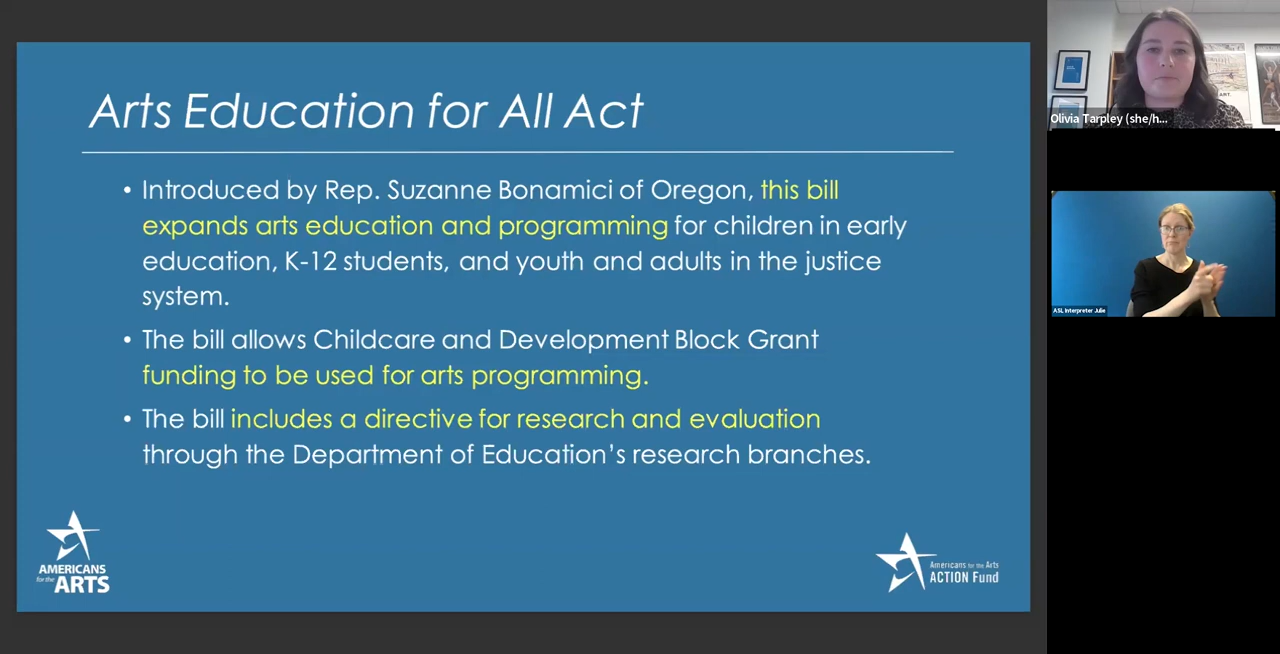 Arts Education for All Act
• Introduced by Rep. Suzanne Bonamici of Oregon, this bill
expands arts education and programming for children in early
education, K-12 students, and youth and adults in the justice
system.
• The bill allows Childcare and Development Block Grant
funding to be used for arts programming.
• The bill includes a directive for research and evaluation
through the Department of Education's research branches.
AMERICANS
for the ARTS
Americans for the Arts
ACTION Fund
Olivia Tarpley (she/h...
ASL Interpreter Julie